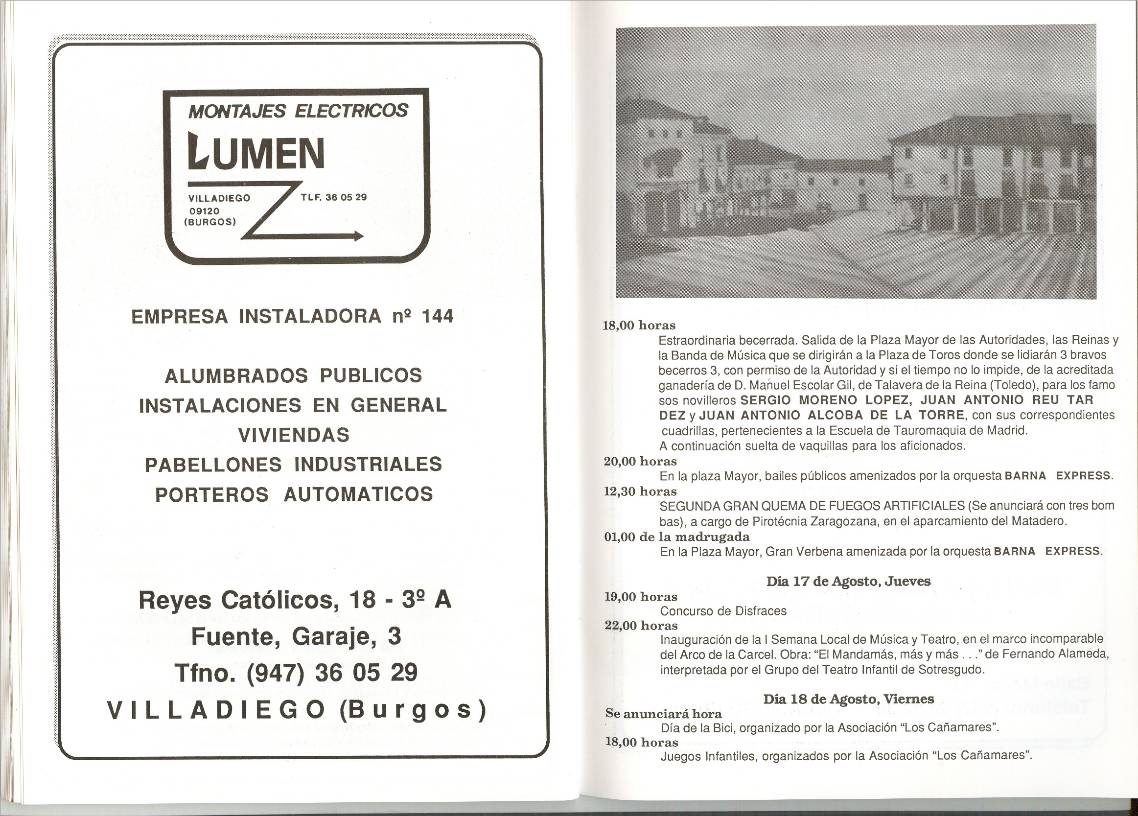 MONTAJES ELECTRICOS
LUMEN
VILLADIEGO
09120
(BURGOS)
TLF. 36 05 29
EMPRESA INSTALADORA nº 144
ALUMBRADOS PUBLICOS
INSTALACIONES EN GENERAL
VIVIENDAS
PABELLONES INDUSTRIALES
PORTEROS AUTOMATICOS
Reyes Católicos, 18 - 3º A
Fuente, Garaje, 3
Tfno. (947) 36 05 29
VILLADIEGO (Burgos)
18,00 horas
Estraordinaria becerrada. Salida de la Plaza Mayor de las Autoridades, las Reinas y
la Banda de Música que se dirigirán a la Plaza de Toros donde se lidiarán 3 bravos
becerros 3, con permiso de la Autoridad y si el tiempo no lo impide, de la acreditada
ganadería de D. Manuel Escolar Gil, de Talavera de la Reina (Toledo), para los famo
sos novilleros SERGIO MORENO LOPEZ, JUAN ANTONIO REU TAR
DEZ y JUAN ANTONIO ALCOBA DE LA TORRE, con sus correspondientes
cuadrillas, pertenecientes a la Escuela de Tauromaquia de Madrid.
A continuación suelta de vaquillas para los aficionados.
20,00 horas
En la plaza Mayor, bailes públicos amenizados por la orquesta BARNA EXPRESS.
12,30 horas
SEGUNDA GRAN QUEMA DE FUEGOS ARTIFICIALES (Se anunciará con tres bom
bas), a cargo de Pirotécnia Zaragozana, en el aparcamiento del Matadero.
01,00 de la madrugada
En la Plaza Mayor, Gran Verbena amenizada por la orquesta BARNA EXPRESS.
Día 17 de Agosto, Jueves
19,00 horas
Concurso de Disfraces
22,00 horas
Inauguración de la I Semana Local de Música y Teatro, en el marco incomparable
del Arco de la Carcel. Obra: “El Mandamás, más y más . . .” de Fernando Alameda,
interpretada por el Grupo del Teatro Infantil de Sotresgudo.
Día 18 de Agosto, Viernes
Se anunciará hora
Día de la Bici, organizado por la Asociación “Los Cañamares”.
18,00 horas
Juegos Infantiles, organizados por la Asociación “Los Cañamares”.